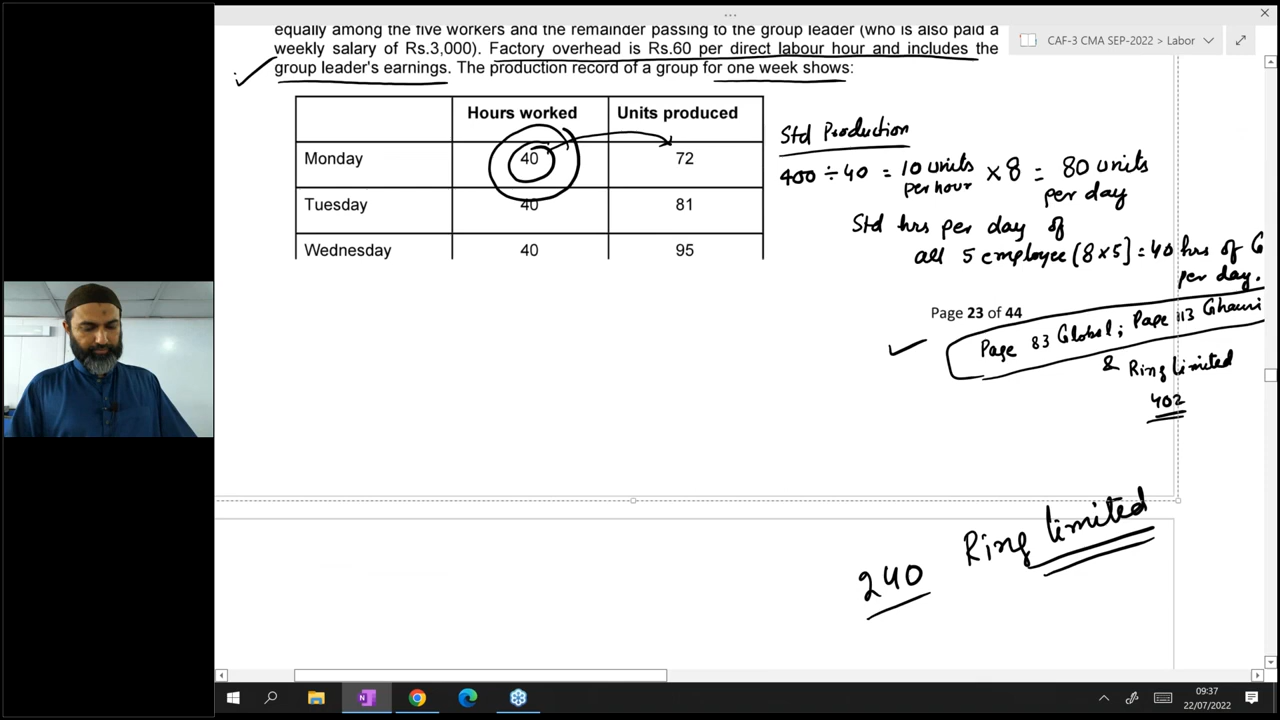 equally among the five workers and the remainder passing to the group leader (who is also paid a
weekly salary of Rs.3,000). Factory overhead is Rs.60 per direct labour hour and includes the
group leader's earnings. The production record of a group for one week shows:
CAF-3 CMA SEP-2022 > Labor
Hours worked Units produced
Monday 40 72
Tuesday 40 81
Wednesday 40 95
Std Production
400 ÷ 40 = 10 units per hour × 8 = 80 units per day
Std hrs per day of
all 5 employee (8 × 5] = 40 hrs of G
per day.
Page 23 of 44
Page 83 Global; Page 113 Ghauri
& Ring limited
402
Ring limited
240
09:37
22/07/2022